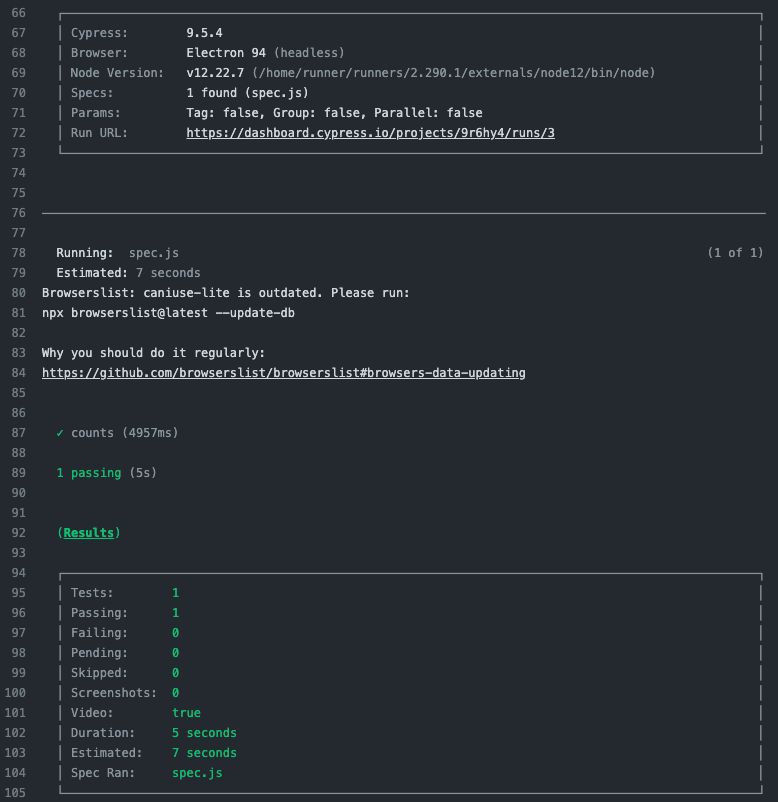 66
67 Cypress: 9.5.4
68 Browser: Electron 94 (headless)
69 Node Version: v12.22.7 (/home/runner/runners/2.290.1/externals/node12/bin/node)
70 Specs: 1 found (spec.js)
71 Params: Tag: false, Group: false, Parallel: false
72 Run URL: https://dashboard.cypress.io/projects/9r6hy4/runs/3
73
74
75
76
77
78 Running: spec.js (1 of 1)
79 Estimated: 7 seconds
80 Browserslist: caniuse-lite is outdated. Please run:
81 npx browserslist@latest --update-db
82
83 Why you should do it regularly:
84 https://github.com/browserslist/browserslist#browsers-data-updating
85
86
87 ✓ counts (4957ms)
88
89 1 passing (5s)
90
91
92 (Results)
93
94
95 Tests: 1
96 Passing: 1
97 Failing: 0
98 Pending: 0
99 Skipped: 0
100 Screenshots: 0
101 Video: true
102 Duration: 5 seconds
103 Estimated: 7 seconds
104 Spec Ran: spec.js
105